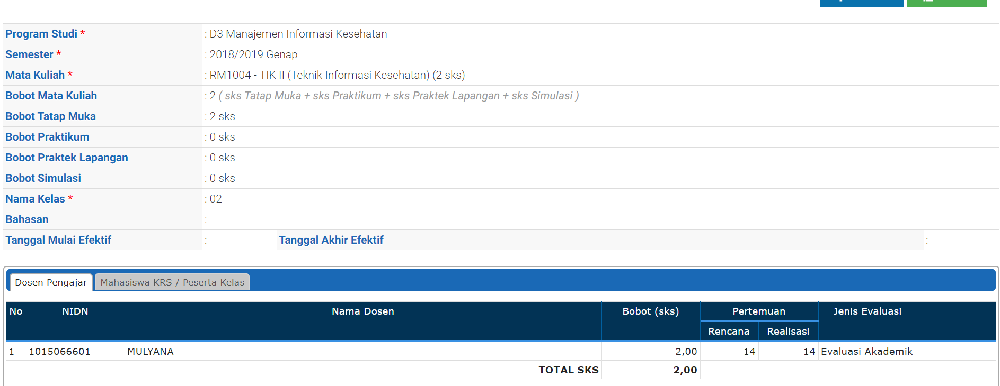 Program Studi * : D3 Manajemen Informasi Kesehatan
Semester * : 2018/2019 Genap
Mata Kuliah * : RM1004 - TIK II (Teknik Informasi Kesehatan) (2 sks)
Bobot Mata Kuliah : 2 ( sks Tatap Muka + sks Praktikum + sks Praktek Lapangan + sks Simulasi )
Bobot Tatap Muka : 2 sks
Bobot Praktikum : 0 sks
Bobot Praktek Lapangan : 0 sks
Bobot Simulasi : 0 sks
Nama Kelas * : 02
Bahasan :
Tanggal Mulai Efektif : Tanggal Akhir Efektif :
Dosen Pengajar Mahasiswa KRS / Peserta Kelas
No NIDN Nama Dosen Bobot (sks) Pertemuan Jenis Evaluasi
Rencana Realisasi
1 1015066601 MULYANA 2,00 14 14 Evaluasi Akademik
TOTAL SKS 2,00